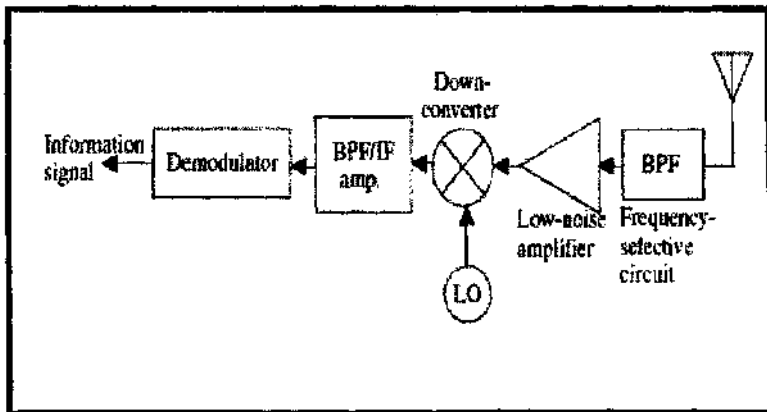 Down-
converter
Information
signal
Demodulator
BPF/IF
amp.
BPF
Low-noise
amplifier
Frequency-
selective
circuit
LO